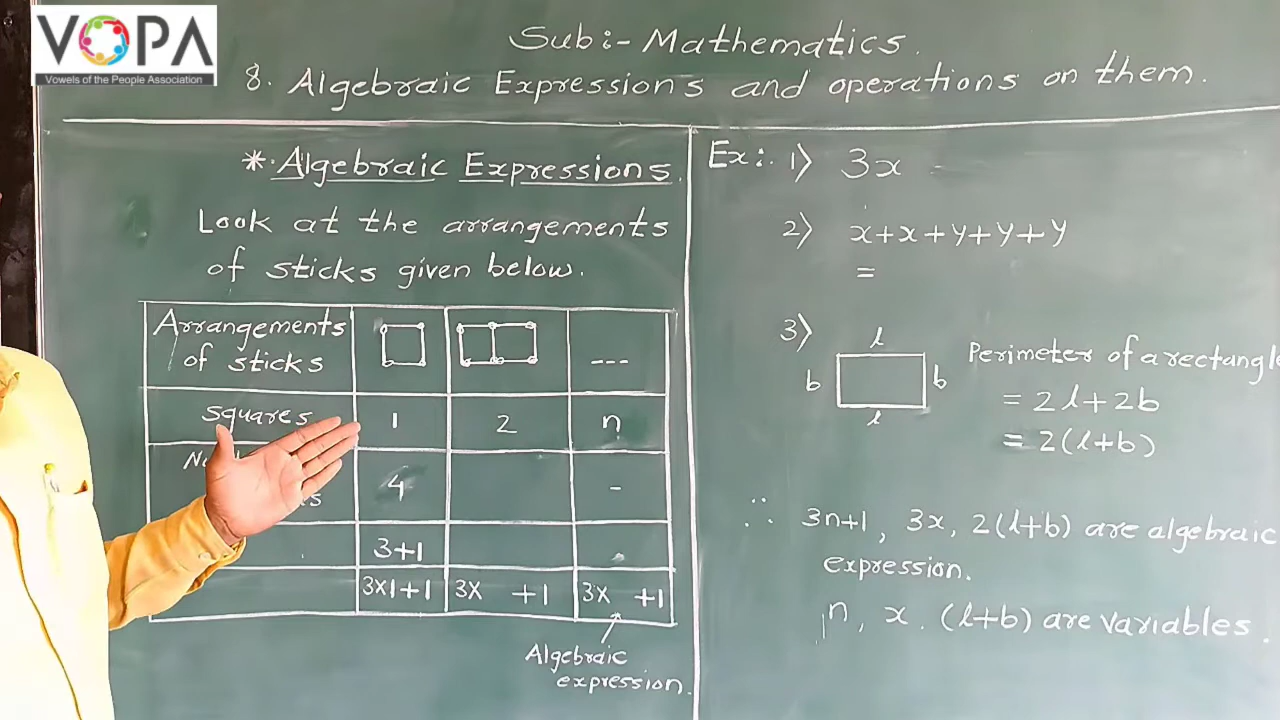 VOPA
Vowels of the People Association
Sub:- Mathematics.
8. Algebraic Expressions and operations on them.
*. Algebraic Expressions.
Look at the arrangements
of sticks given below.
Arrangements
of sticks
---
Squares
1
2
n
4
-
3+1
3x1+1
3x +1
3x +1
Algebraic
expression.
Ex:. 1) 3x
2) x+x+y+y+y
=
3)
l
b
b
l
Perimeter of a rectangle
= 2l+2b
= 2(l+b)
∴ 3n+1, 3x, 2(l+b) are algebraic
expression.
n, x. (l+b) are variables.